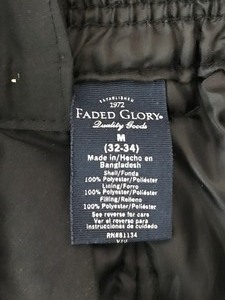 ESTABLISHED
1972
FADED GLORY®
Quality Goods
M
(32-34)
Made in/Hecho en
Bangladesh
Shell/Funda
100% Polyester/Poliéster
Lining/Forro
100% Polyester/Poliéster
Filling/Relleno
100% Polyester/Poliéster
See reverse for care
Ver el reverso para
instrucciones de cuidado
RN#81134